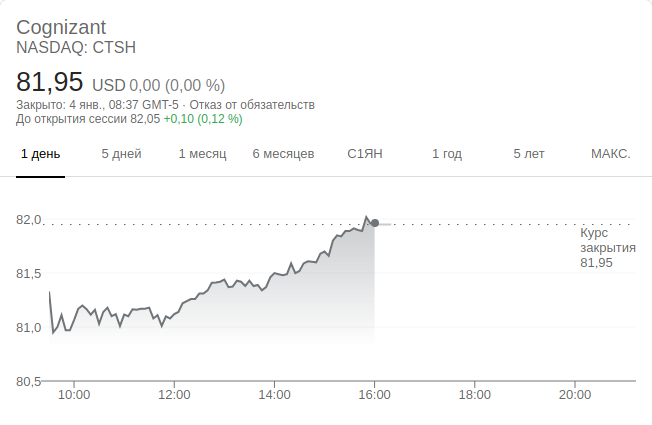 Cognizant
NASDAQ: CTSH
81,95 USD 0,00 (0,00 %)
Закрыто: 4 янв., 08:37 GMT-5 · Отказ от обязательств
До открытия сессии 82,05 +0,10 (0,12 %)
1 день 5 дней 1 месяц 6 месяцев С1ЯН 1 год 5 лет МАКС.
82,0
Курс
закрытия
81,95
81,5
81,0
80,5
10:00 12:00 14:00 16:00 18:00 20:00